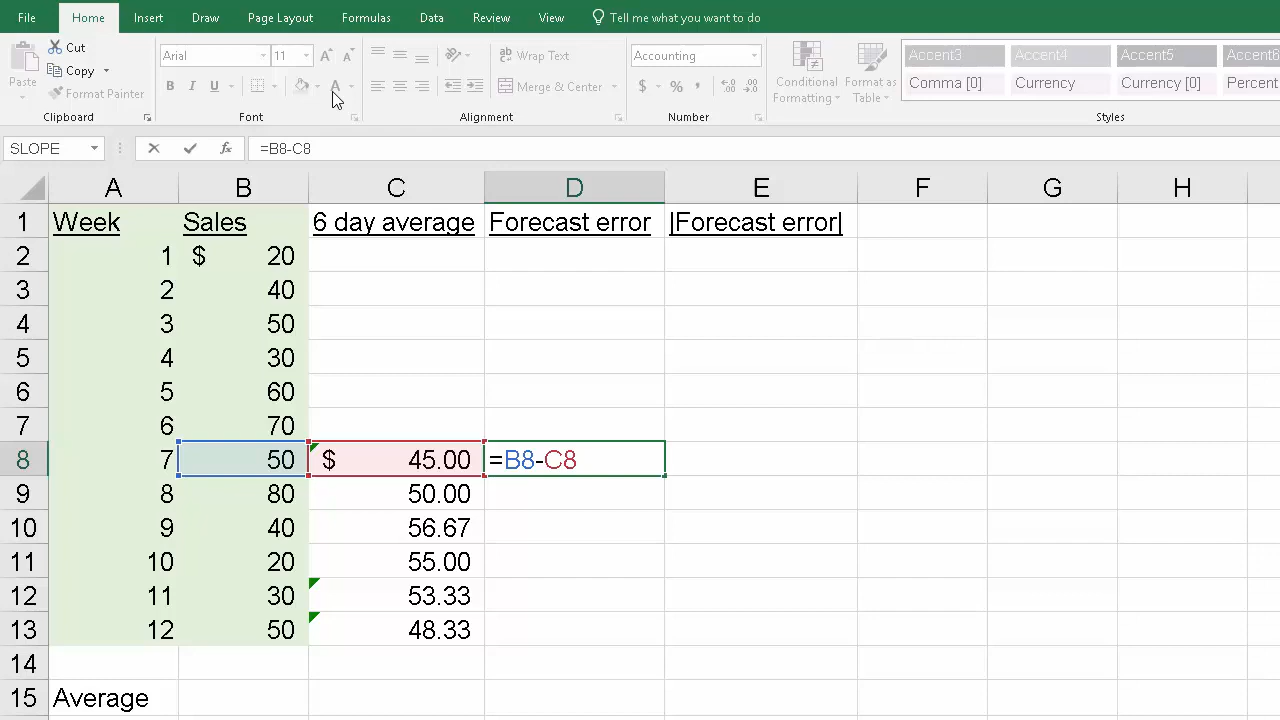 File Home Insert Draw Page Layout Formulas Data Review View Tell me what you want to do
Cut
Copy
Format Painter
Paste
Clipboard
Arial 11 A A
B I U A
Font
Wrap Text
Merge & Center
Alignment
Accounting
$ % , .00 .00
Number
Conditional Formatting
Format as Table
Accent3 Accent4 Accent5 Accent6
Comma [0] Currency Currency [0] Percent
Styles
SLOPE fx =B8-C8
A B C D E F G H
1 Week Sales 6 day average Forecast error |Forecast error|
2 1 $ 20
3 2 40
4 3 50
5 4 30
6 5 60
7 6 70
8 7 50 $ 45.00 =B8-C8
9 8 80 50.00
10 9 40 56.67
11 10 20 55.00
12 11 30 53.33
13 12 50 48.33
14
15 Average